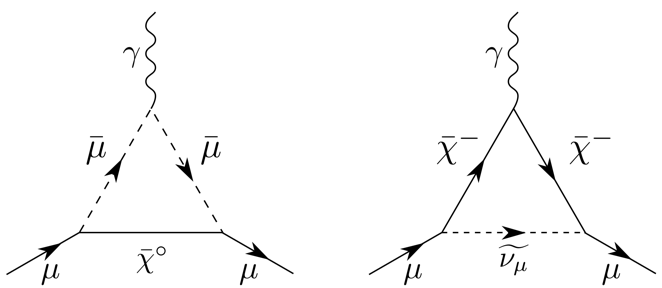 γ γ
μ̄ μ̄ χ̄⁻ χ̄⁻
χ̄° ν̃_μ
μ μ μ μ